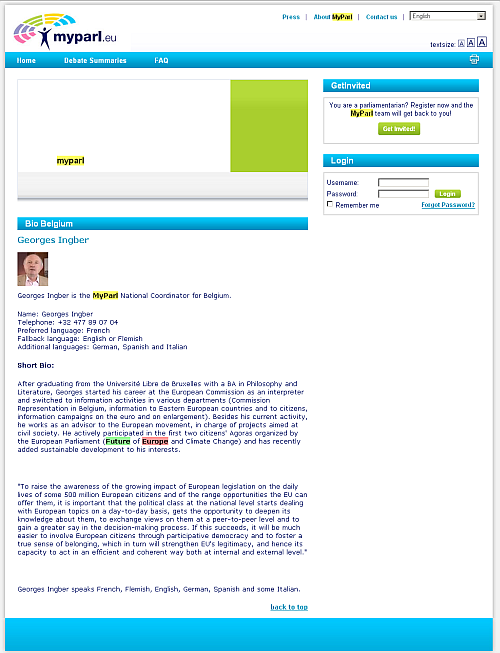 Press | About MyParl | Contact us | English
myparl.eu
textsize: A A A
Home Debate Summaries FAQ
myparl
GetInvited
You are a parliamentarian? Register now and the
MyParl team will get back to you!
Get Invited!
Login
Username:
Password:
Login
Remember me
Forgot Password?
Bio Belgium
Georges Ingber
Georges Ingber is the MyParl National Coordinator for Belgium.
Name: Georges Ingber
Telephone: +32 477 89 07 04
Preferred language: French
Fallback language: English or Flemish
Additional languages: German, Spanish and Italian
Short Bio:
After graduating from the Université Libre de Bruxelles with a BA in Philosophy and
Literature, Georges started his career at the European Commission as an interpreter
and switched to information activities in various departments (Commission
Representation in Belgium, information to Eastern European countries and to citizens,
information campaigns on the euro and on enlargement). Besides his current activity,
he works as an advisor to the European movement, in charge of projects aimed at
civil society. He actively participated in the first two citizens' Agoras organized by
the European Parliament (Future of Europe and Climate Change) and has recently
added sustainable development to his interests.
"To raise the awareness of the growing impact of European legislation on the daily
lives of some 500 million European citizens and of the range opportunities the EU can
offer them, it is important that the political class at the national level starts dealing
with European topics on a day-to-day basis, gets the opportunity to deepen its
knowledge about them, to exchange views on them at a peer-to-peer level and to
gain a greater say in the decision-making process. If this succeeds, it will be much
easier to involve European citizens through participative democracy and to foster a
true sense of belonging, which in turn will strengthen EU's legitimacy, and hence its
capacity to act in an efficient and coherent way both at internal and external level."
Georges Ingber speaks French, Flemish, English, German, Spanish and some Italian.
back to top